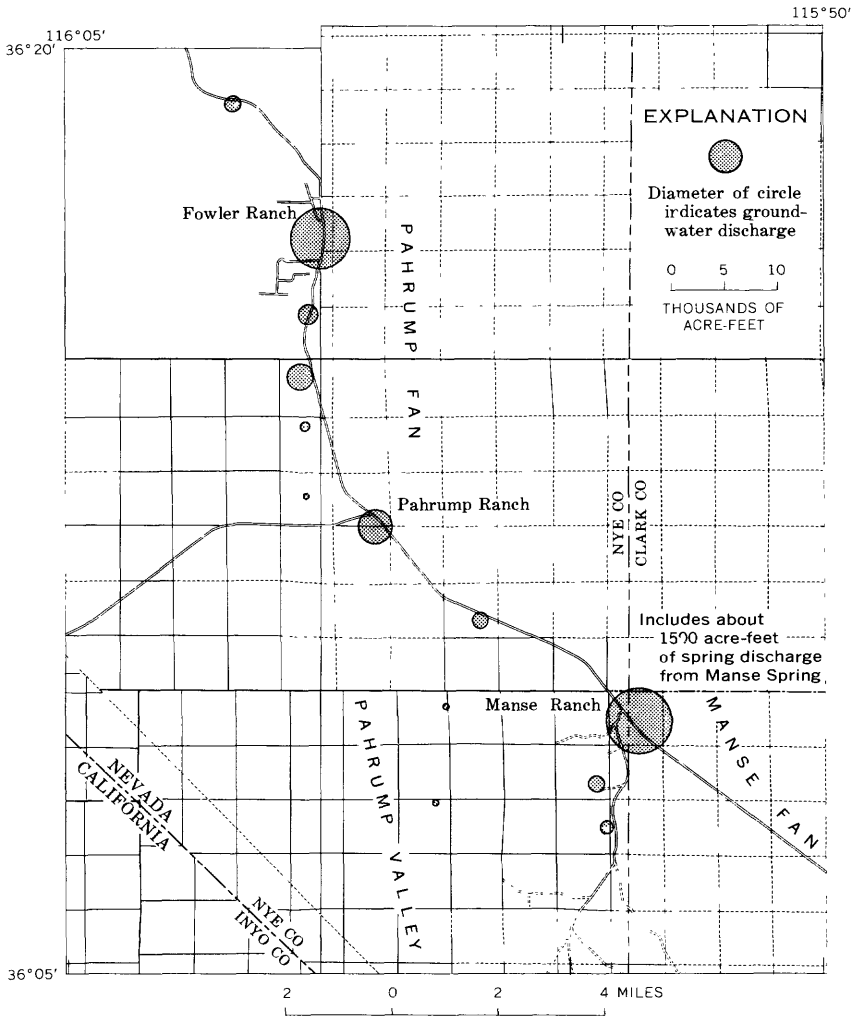 116°05′
115°50′
36°20′
EXPLANATION
Diameter of circle
irdicates ground-
water discharge
0 5 10
THOUSANDS OF
ACRE-FEET
Fowler Ranch
PAHRUMP FAN
Pahrump Ranch
NYE CO
CLARK CO
Includes about
1500 acre-feet
of spring discharge
from Manse Spring
Manse Ranch
MANSE FAN
PAHRUMP VALLEY
NEVADA
CALIFORNIA
NYE CO
INYO CO
36°05′
2 0 2 4 MILES